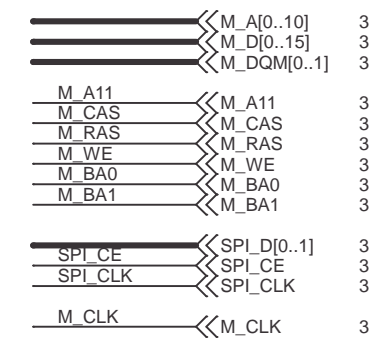 M_A[0..10] 3
M_D[0..15] 3
M_DQM[0..1] 3
M_A11 M_A11 3
M_CAS M_CAS 3
M_RAS M_RAS 3
M_WE M_WE 3
M_BA0 M_BA0 3
M_BA1 M_BA1 3
SPI_D[0..1] 3
SPI_CE SPI_CE 3
SPI_CLK SPI_CLK 3
M_CLK M_CLK 3